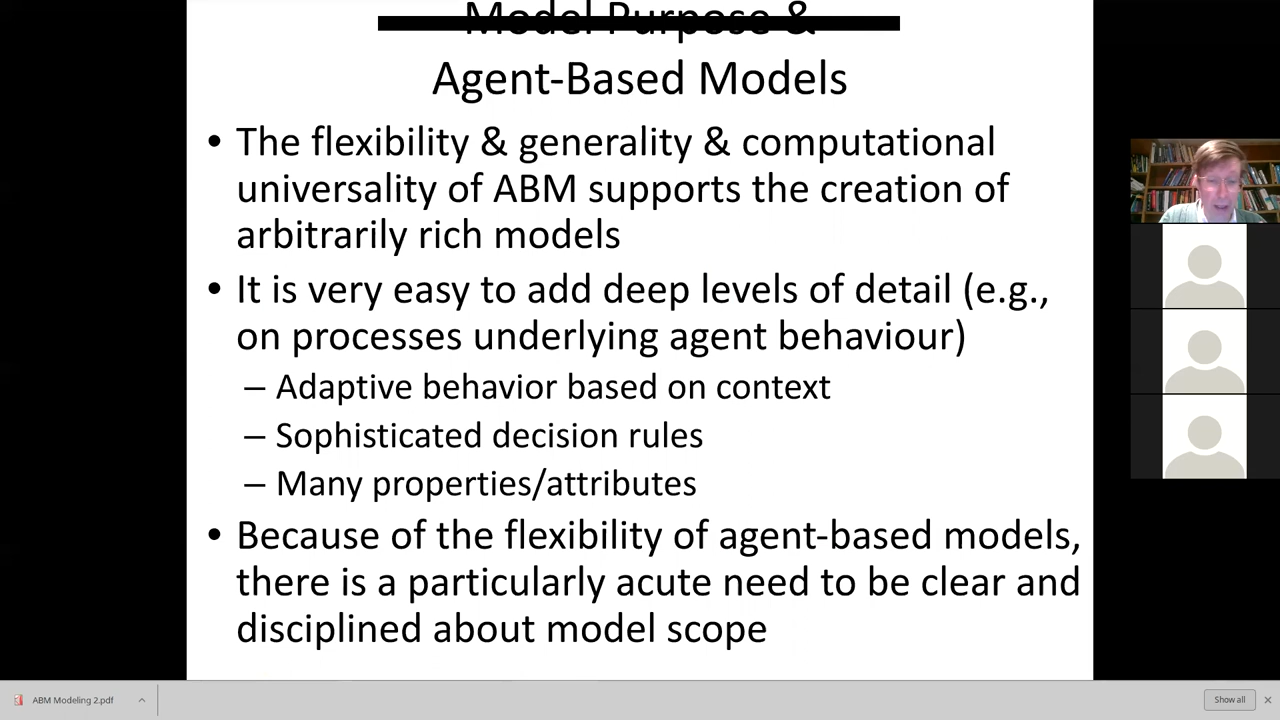 Model Purpose &
Agent-Based Models
• The flexibility & generality & computational
universality of ABM supports the creation of
arbitrarily rich models
• It is very easy to add deep levels of detail (e.g.,
on processes underlying agent behaviour)
– Adaptive behavior based on context
– Sophisticated decision rules
– Many properties/attributes
• Because of the flexibility of agent-based models,
there is a particularly acute need to be clear and
disciplined about model scope
ABM Modeling 2.pdf
Show all